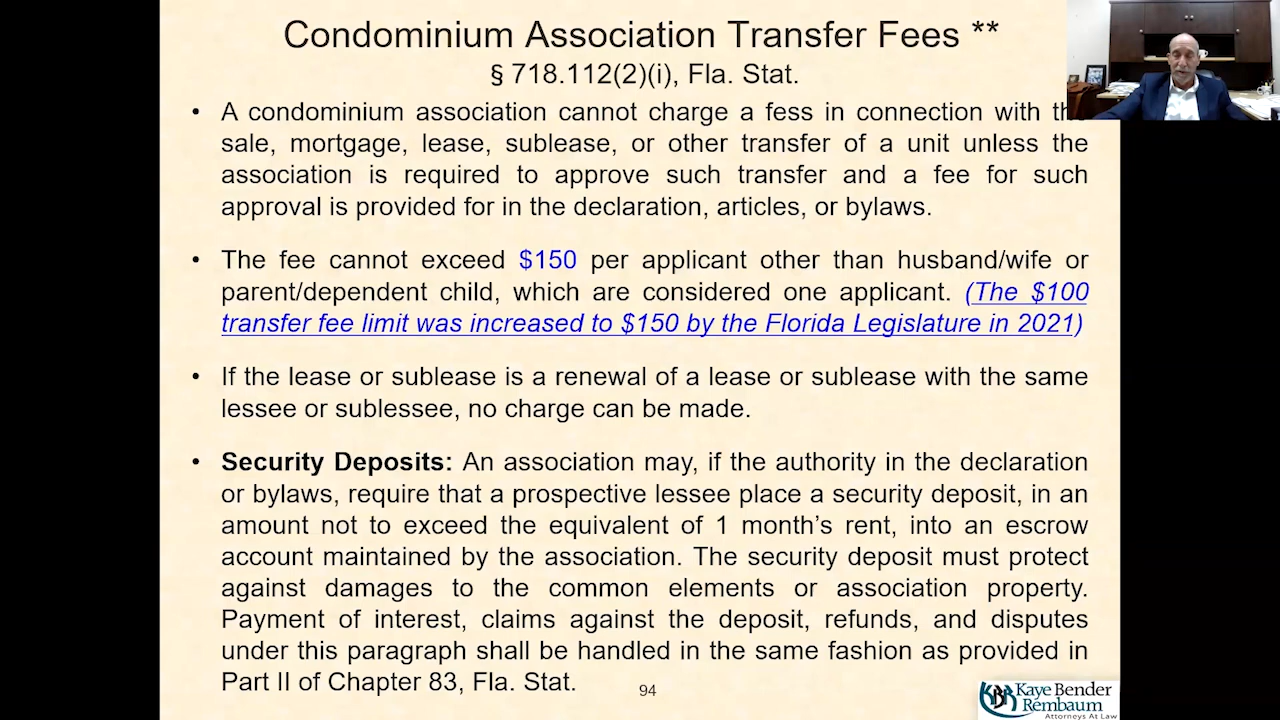 Condominium Association Transfer Fees **
§ 718.112(2)(i), Fla. Stat.
• A condominium association cannot charge a fess in connection with
sale, mortgage, lease, sublease, or other transfer of a unit unless the
association is required to approve such transfer and a fee for such
approval is provided for in the declaration, articles, or bylaws.
• The fee cannot exceed $150 per applicant other than husband/wife or
parent/dependent child, which are considered one applicant. (The $100
transfer fee limit was increased to $150 by the Florida Legislature in 2021)
• If the lease or sublease is a renewal of a lease or sublease with the same
lessee or sublessee, no charge can be made.
• Security Deposits: An association may, if the authority in the declaration
or bylaws, require that a prospective lessee place a security deposit, in an
amount not to exceed the equivalent of 1 month’s rent, into an escrow
account maintained by the association. The security deposit must protect
against damages to the common elements or association property.
Payment of interest, claims against the deposit, refunds, and disputes
under this paragraph shall be handled in the same fashion as provided in
Part II of Chapter 83, Fla. Stat.
94
KBR Kaye Bender
Rembaum
Attorneys At Law